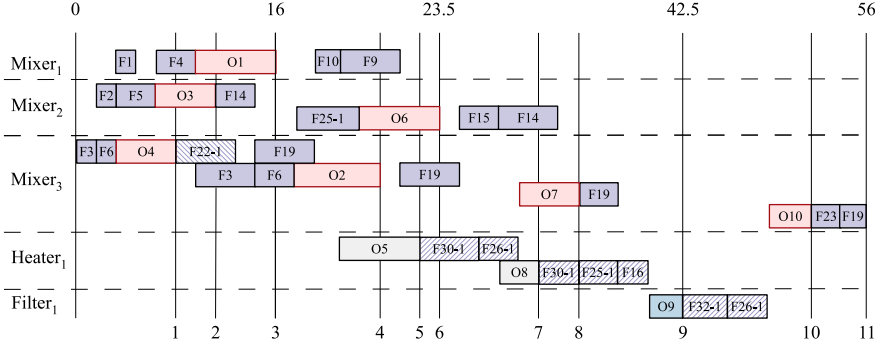 0 16 23.5 42.5 56
Mixer1 F1 F4 O1 F10 F9
Mixer2 F2 F5 O3 F14
F25-1 O6 F15 F14
F3 F6 O4 F22-1 F19
Mixer3 F3 F6 O2 F19
O7 F19
O10 F23 F19
Heater1 O5 F30-1 F26-1
O8 F30-1 F25-1 F16
Filter1 O9 F32-1 F26-1
1 2 3 4 5 6 7 8 9 10 11